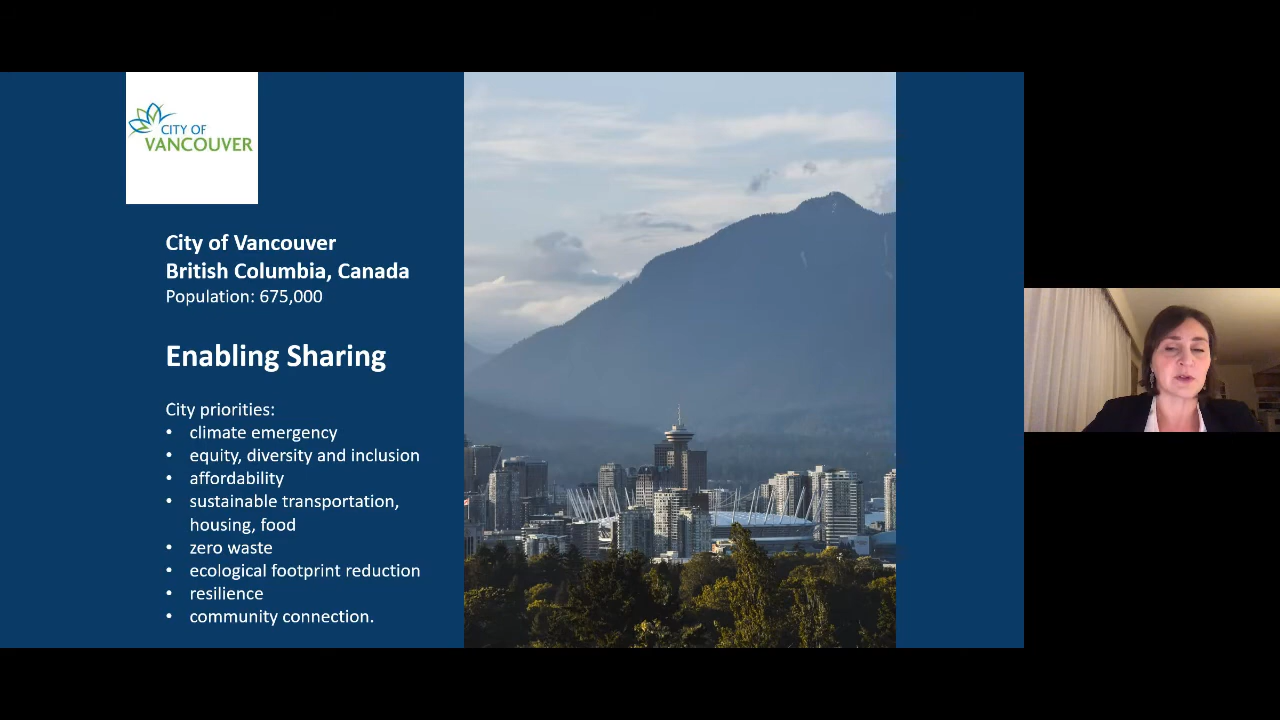 CITY OF
VANCOUVER
City of Vancouver
British Columbia, Canada
Population: 675,000
Enabling Sharing
City priorities:
• climate emergency
• equity, diversity and inclusion
• affordability
• sustainable transportation,
housing, food
• zero waste
• ecological footprint reduction
• resilience
• community connection.